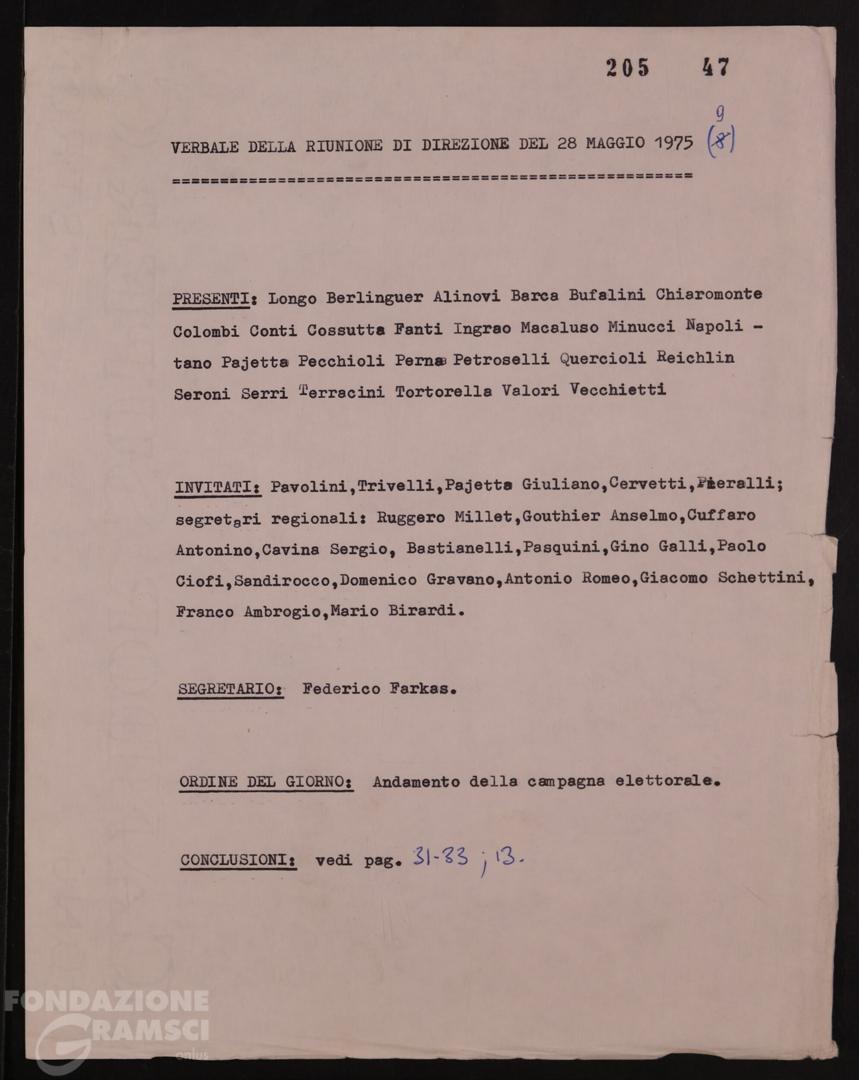 205 47
9
VERBALE DELLA RIUNIONE DI DIREZIONE DEL 28 MAGGIO 1975 (8)
======================================================
PRESENTI: Longo Berlinguer Alinovi Barca Bufalini Chiaromonte
Colombi Conti Cossutta Fanti Ingrao Macaluso Minucci Napoli -
tano Pajetta Pecchioli Perna Petroselli Quercioli Reichlin
Seroni Serri Terracini Tortorella Valori Vecchietti
INVITATI: Pavolini,Trivelli,Pajetta Giuliano,Cervetti,Pieralli;
segretari regionali: Ruggero Millet,Gouthier Anselmo,Cuffaro
Antonino,Cavina Sergio, Bastianelli,Pasquini,Gino Galli,Paolo
Ciofi,Sandirocco,Domenico Gravano,Antonio Romeo,Giacomo Schettini,
Franco Ambrogio,Mario Birardi.
SEGRETARIO: Federico Farkas.
ORDINE DEL GIORNO: Andamento della campagna elettorale.
CONCLUSIONI: vedi pag. 31-33 ; 13.
FONDAZIONE
GRAMSCI
onlus